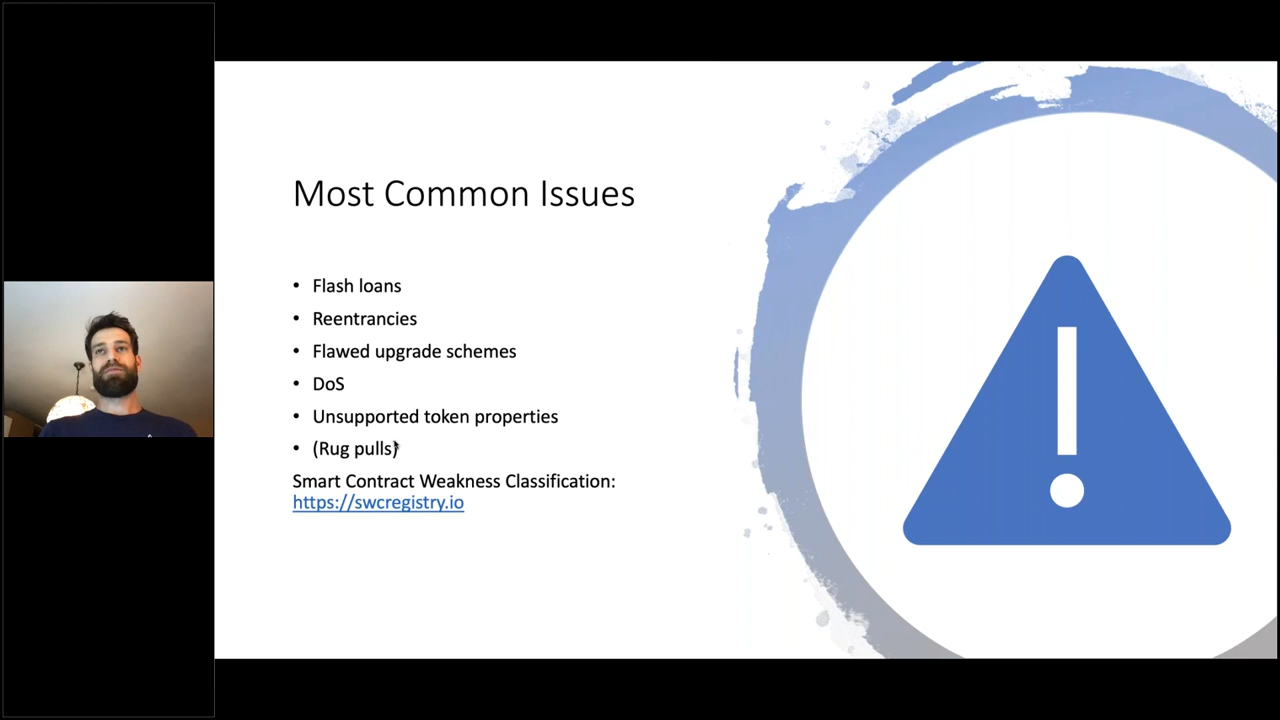 Most Common Issues
• Flash loans
• Reentrancies
• Flawed upgrade schemes
• DoS
• Unsupported token properties
• (Rug pulls)
Smart Contract Weakness Classification:
https://swcregistry.io